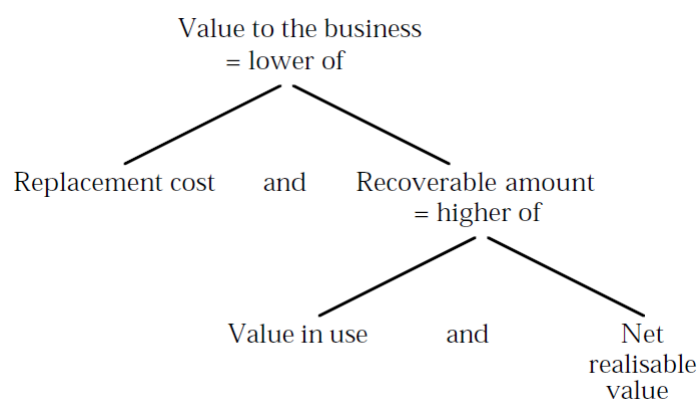 Value to the business
= lower of
Replacement cost and Recoverable amount
= higher of
Value in use and Net
realisable
value